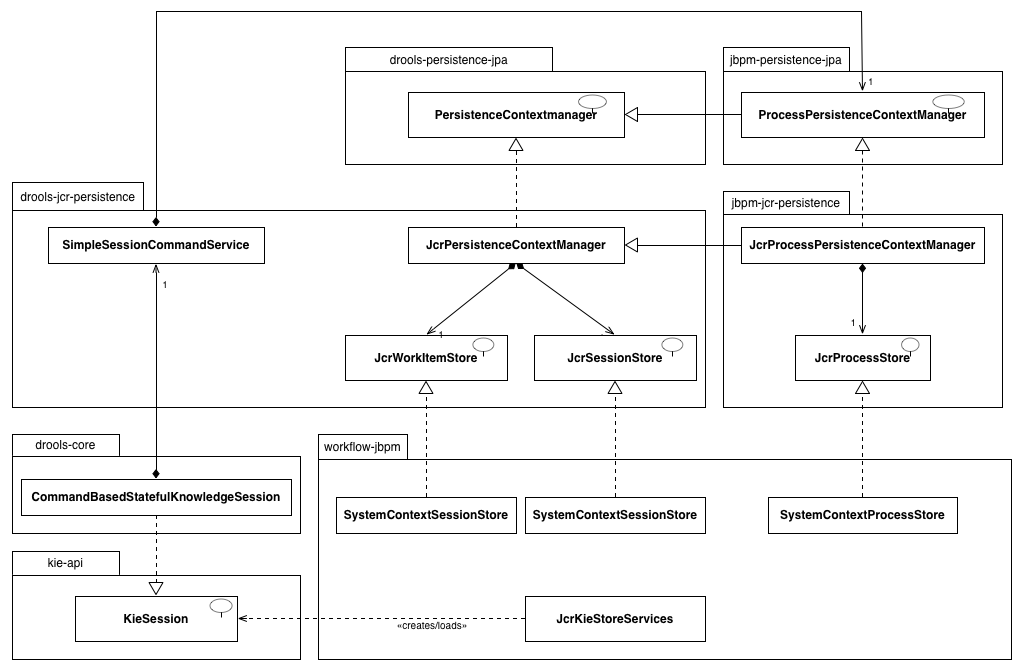 drools-persistence-jpa
jbpm-persistence-jpa
1
PersistenceContextmanager
ProcessPersistenceContextManager
drools-jcr-persistence
jbpm-jcr-persistence
SimpleSessionCommandService
JcrPersistenceContextManager
JcrProcessPersistenceContextManager
1
1
1
JcrWorkItemStore
JcrSessionStore
JcrProcessStore
drools-core
workflow-jbpm
CommandBasedStatefulKnowledgeSession
SystemContextSessionStore
SystemContextSessionStore
SystemContextProcessStore
kie-api
KieSession
«creates/loads»
JcrKieStoreServices